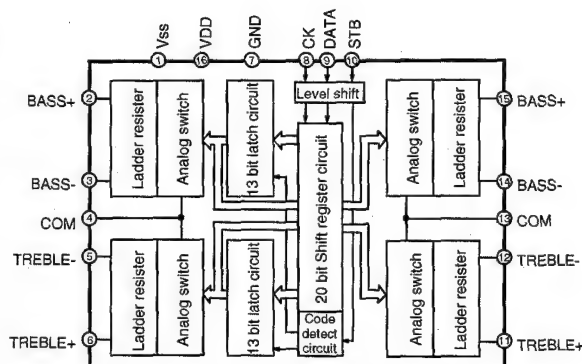 ① Vss
⑯ VDD
⑦ GND
⑧ CK
⑨ DATA
⑩ STB
Level shift
BASS+ ②
BASS- ③
COM ④
TREBLE- ⑤
TREBLE+ ⑥
Ladder resister
Analog switch
13 bit latch circuit
20 bit Shift register circuit
Analog switch
Ladder resister
Ladder resister
Analog switch
13 bit latch circuit
Code
detect
circuit
Analog switch
Ladder resister
⑮ BASS+
⑭ BASS-
⑬ COM
⑫ TREBLE-
⑪ TREBLE+